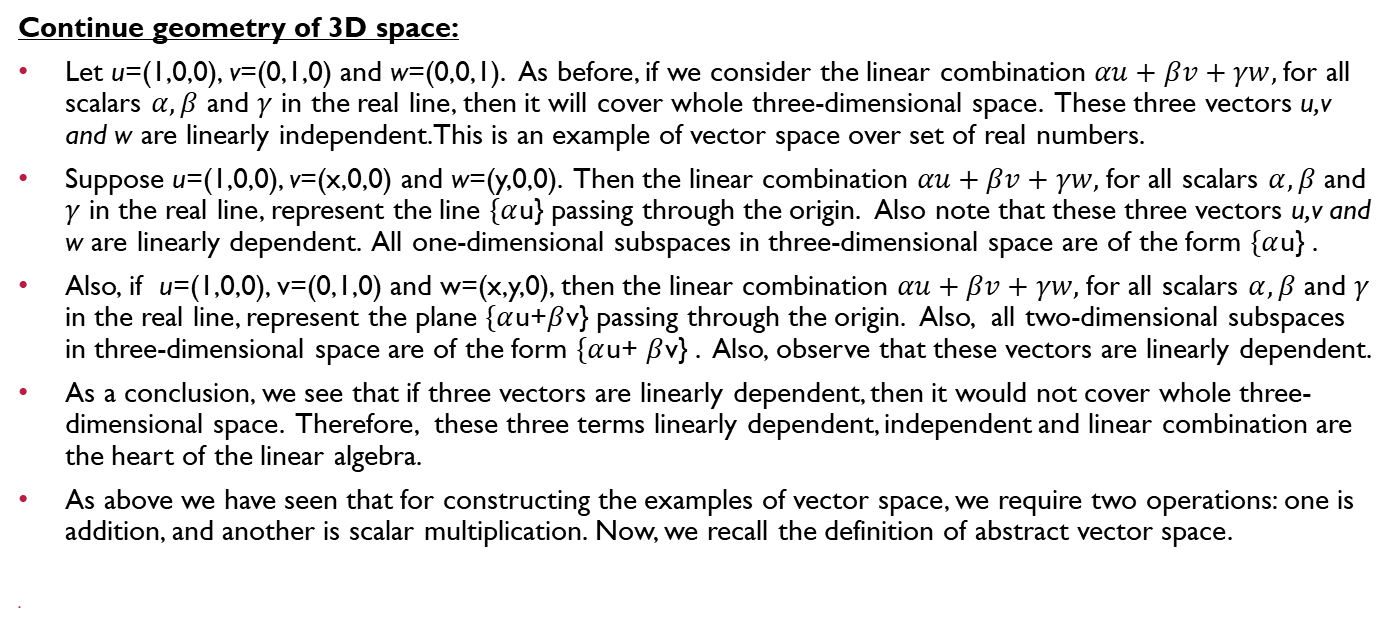 Continue geometry of 3D space:
• Let u=(1,0,0), v=(0,1,0) and w=(0,0,1). As before, if we consider the linear combination 𝛼𝑢 + 𝛽𝑣 + 𝛾𝑤, for all
scalars 𝛼, 𝛽 and 𝛾 in the real line, then it will cover whole three-dimensional space. These three vectors u,v
and w are linearly independent.This is an example of vector space over set of real numbers.
• Suppose u=(1,0,0), v=(x,0,0) and w=(y,0,0). Then the linear combination 𝛼𝑢 + 𝛽𝑣 + 𝛾𝑤, for all scalars 𝛼, 𝛽 and
𝛾 in the real line, represent the line {𝛼u} passing through the origin. Also note that these three vectors u,v and
w are linearly dependent. All one-dimensional subspaces in three-dimensional space are of the form {𝛼u} .
• Also, if u=(1,0,0), v=(0,1,0) and w=(x,y,0), then the linear combination 𝛼𝑢 + 𝛽𝑣 + 𝛾𝑤, for all scalars 𝛼, 𝛽 and 𝛾
in the real line, represent the plane {𝛼u+𝛽v} passing through the origin. Also, all two-dimensional subspaces
in three-dimensional space are of the form {𝛼u+ 𝛽v} . Also, observe that these vectors are linearly dependent.
• As a conclusion, we see that if three vectors are linearly dependent, then it would not cover whole three-
dimensional space. Therefore, these three terms linearly dependent, independent and linear combination are
the heart of the linear algebra.
• As above we have seen that for constructing the examples of vector space, we require two operations: one is
addition, and another is scalar multiplication. Now, we recall the definition of abstract vector space.
.